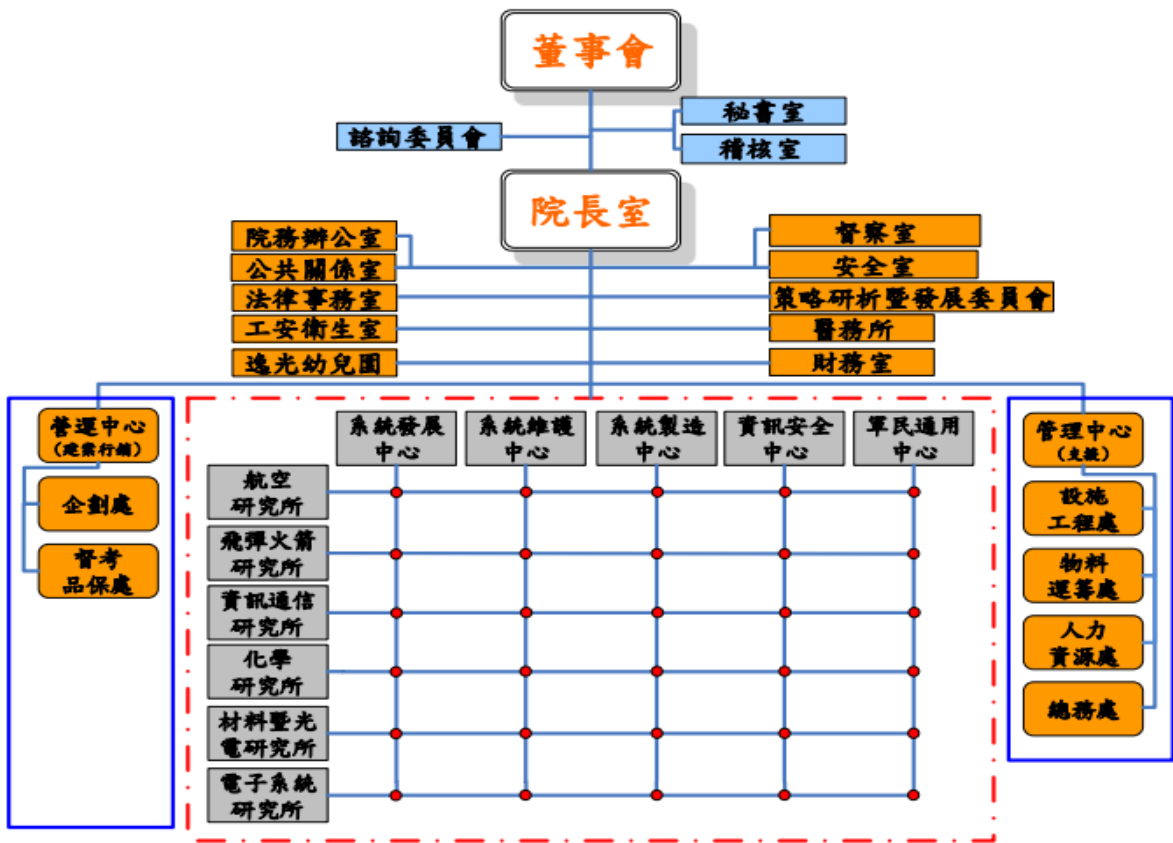 董事會
秘書室
諮詢委員會
稽核室
院長室
院務辦公室
督察室
公共關係室
安全室
法律事務室
策略研析暨發展委員會
工安衛生室
醫務所
逸光幼兒園
財務室
營運中心
(建案行銷)
企劃處
督考
品保處
系統發展
中心
系統維護
中心
系統製造
中心
資訊安全
中心
軍民通用
中心
航空
研究所
飛彈火箭
研究所
資訊通信
研究所
化學
研究所
材料暨光
電研究所
電子系統
研究所
管理中心
(支援)
設施
工程處
物料
運籌處
人力
資源處
總務處